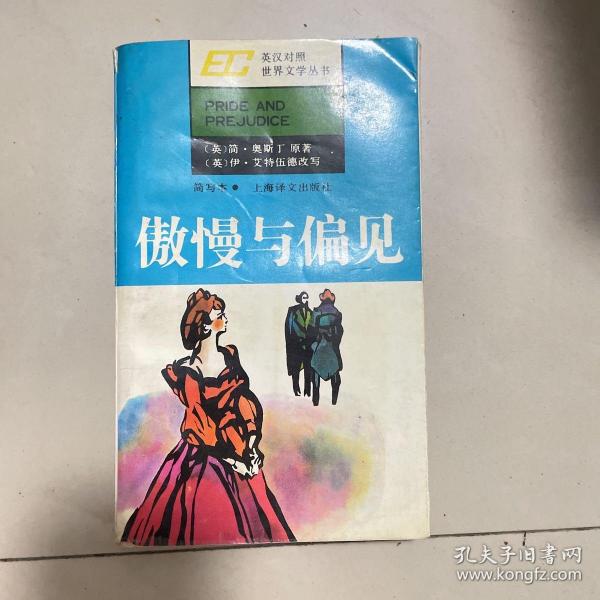 EC 英汉对照
世界文学丛书
PRIDE AND
PREJUDICE
（英）简·奥斯丁 原著
（英）伊·艾特伍德改写
简写本● 上海译文出版社
傲慢与偏见
孔夫子旧书网
www.kongfz.com